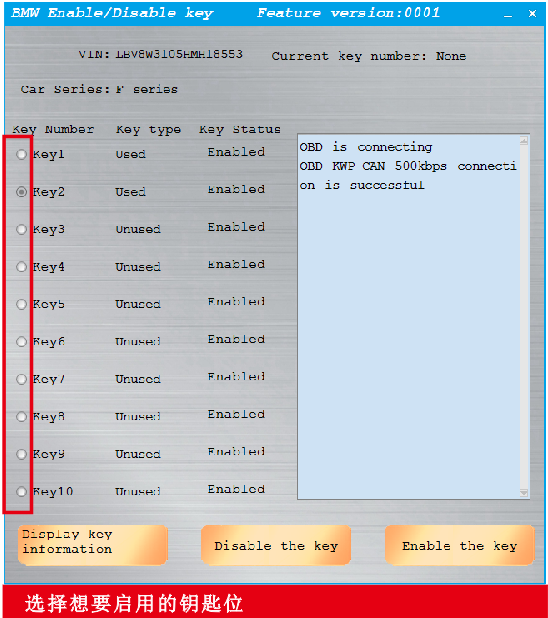 BMW Enable/Disable key Feature version:0001
VIN: LBV8W3105HMH18553 Current key number: None
Car Series: F series
Key Number Key type Key Status
Key1 Used Enabled
Key2 Used Enabled
Key3 Unused Enabled
Key4 Unused Enabled
Key5 Unused Enabled
Key6 Unused Enabled
Key7 Unused Enabled
Key8 Unused Enabled
Key9 Unused Enabled
Key10 Unused Enabled
OBD is connecting
OBD KWP CAN 500kbps connecti
on is successful
Display key
information
Disable the key
Enable the key
选择想要启用的钥匙位